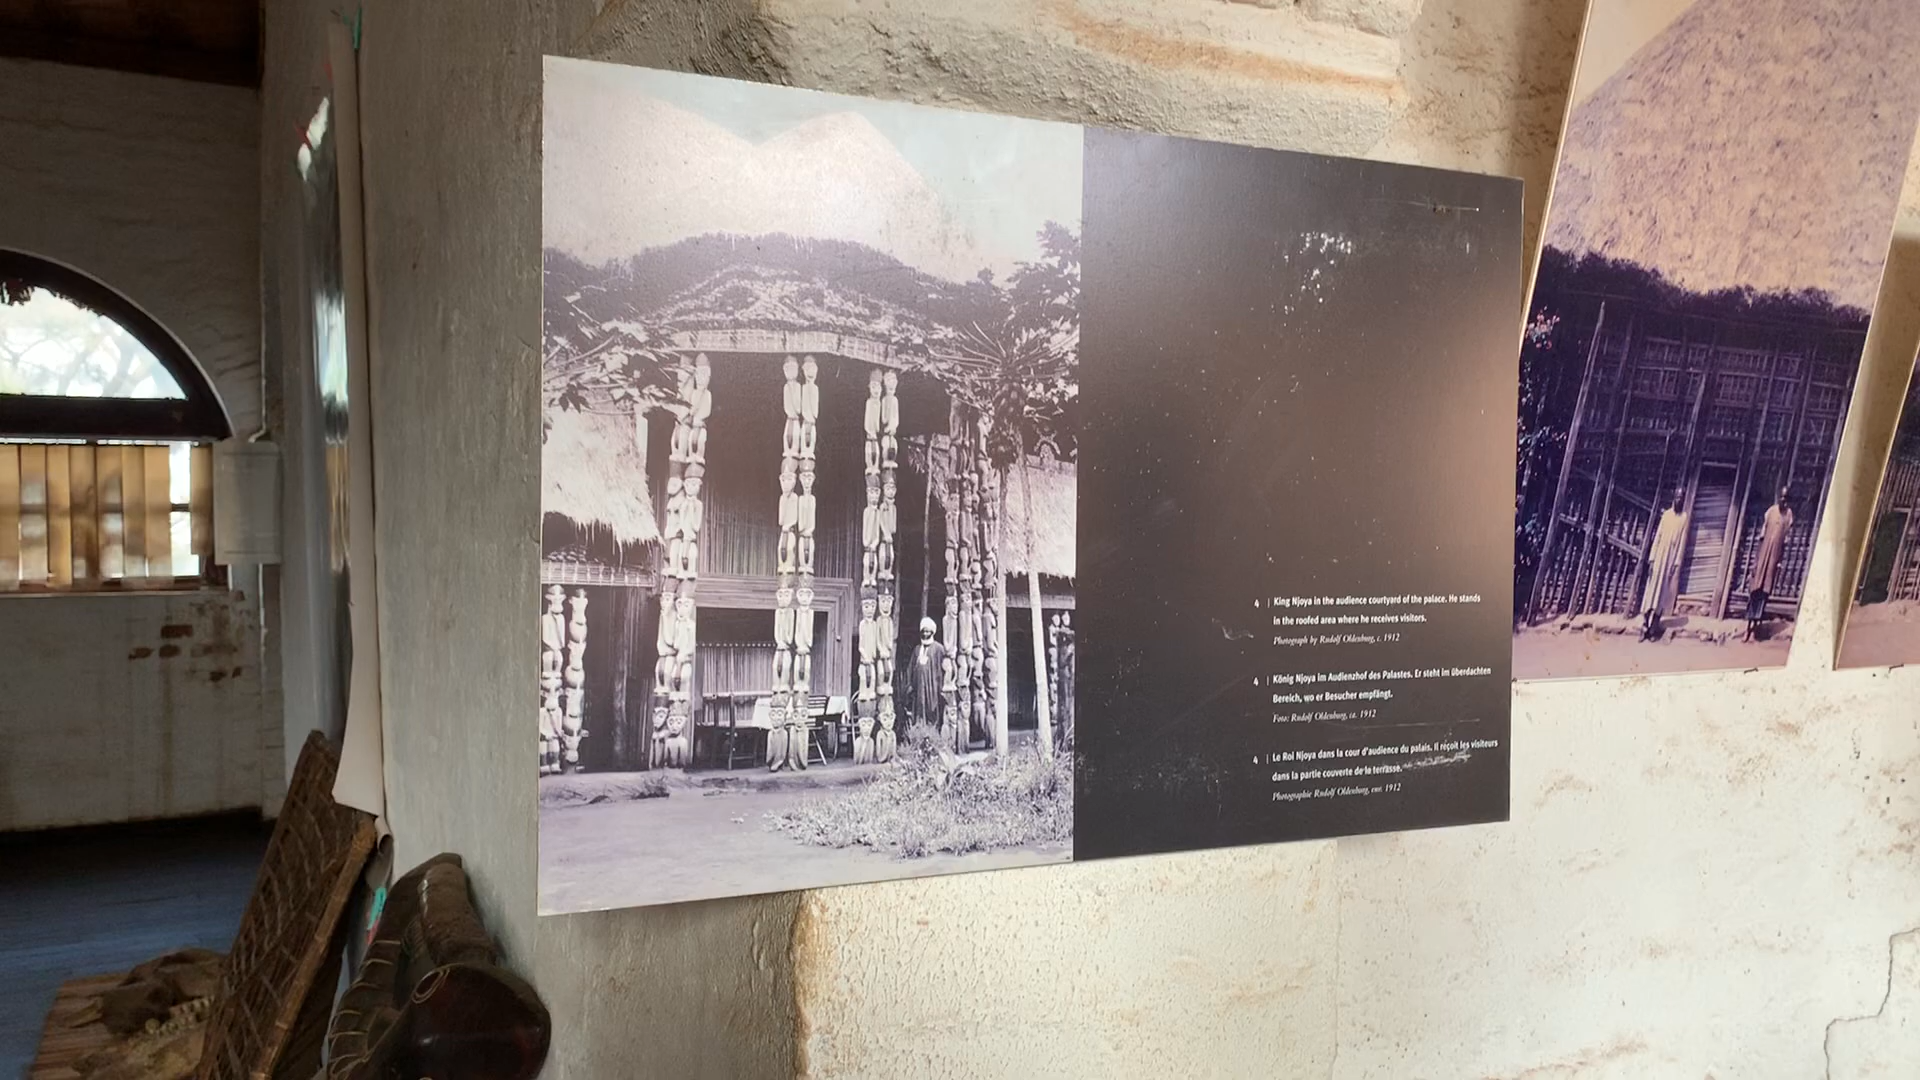 4 | King Njoya in the audience courtyard of the palace. He stands
in the roofed area where he receives visitors.
Photograph by Rudolf Oldenburg, c. 1912
4 | König Njoya im Audienzhof des Palastes. Er steht im überdachten
Bereich, wo er Besucher empfängt.
Foto: Rudolf Oldenburg, ca. 1912
4 | Le Roi Njoya dans la cour d'audience du palais. Il reçoit les visiteurs
dans la partie couverte de la terrasse.
Photographie Rudolf Oldenburg, env. 1912